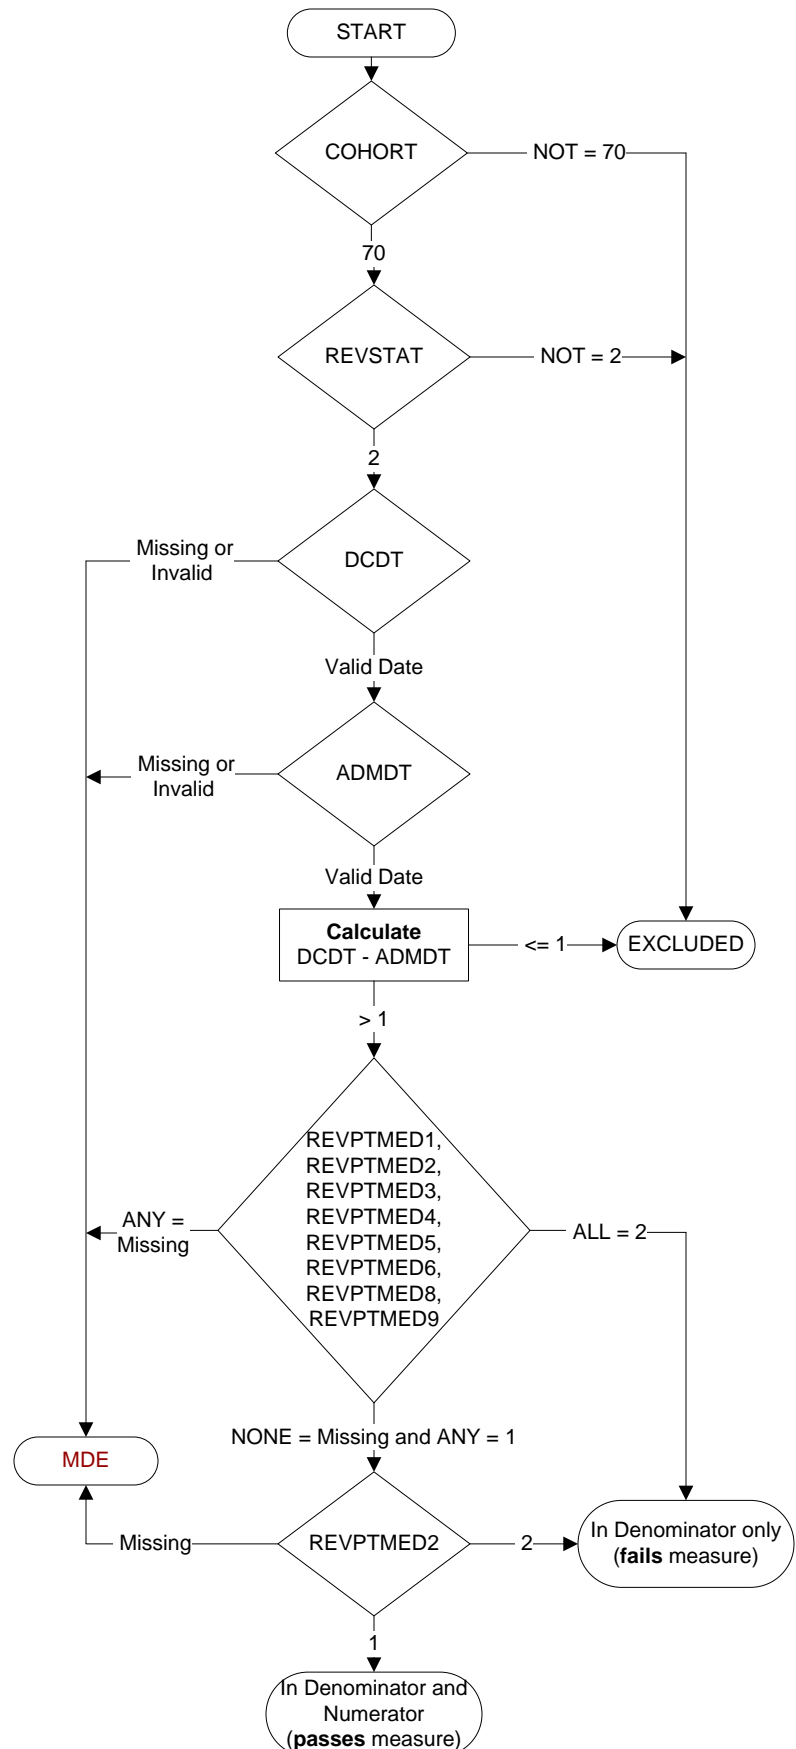 START
COHORT
NOT = 70
70
REVSTAT
NOT = 2
2
Missing or
Invalid
DCDT
Valid Date
Missing or
Invalid
ADMDT
Valid Date
Calculate
DCDT - ADMDT
<= 1
EXCLUDED
> 1
REVPTMED1,
REVPTMED2,
REVPTMED3,
REVPTMED4,
REVPTMED5,
REVPTMED6,
REVPTMED8,
REVPTMED9
ANY =
Missing
ALL = 2
NONE = Missing and ANY = 1
MDE
Missing
REVPTMED2
2
In Denominator only
(fails measure)
1
In Denominator and
Numerator
(passes measure)